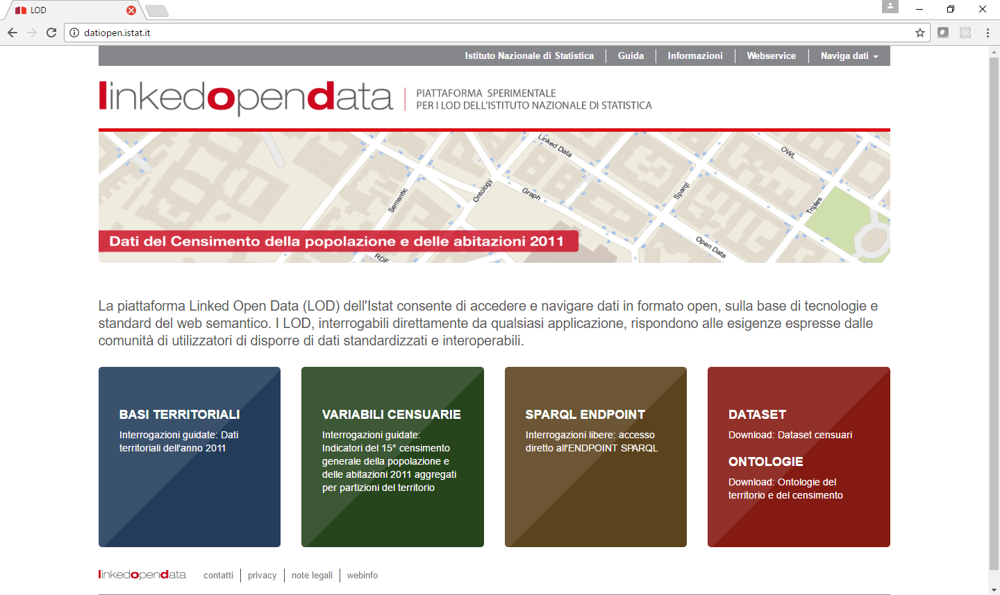 LOD
datiopen.istat.it
Istituto Nazionale di Statistica
Guida
Informazioni
Webservice
Naviga dati
linkedopendata
PIATTAFORMA SPERIMENTALE
PER I LOD DELL'ISTITUTO NAZIONALE DI STATISTICA
Linked Data
OWL
Semantic
Ontology
Graph
Sparql
Triples
Open Data
RDF
Dati del Censimento della popolazione e delle abitazioni 2011
La piattaforma Linked Open Data (LOD) dell'Istat consente di accedere e navigare dati in formato open, sulla base di tecnologie e
standard del web semantico. I LOD, interrogabili direttamente da qualsiasi applicazione, rispondono alle esigenze espresse dalle
comunità di utilizzatori di disporre di dati standardizzati e interoperabili.
BASI TERRITORIALI
Interrogazioni guidate: Dati
territoriali dell'anno 2011
VARIABILI CENSUARIE
Interrogazioni guidate:
Indicatori del 15° censimento
generale della popolazione e
delle abitazioni 2011 aggregati
per partizioni del territorio
SPARQL ENDPOINT
Interrogazioni libere: accesso
diretto all'ENDPOINT SPARQL
DATASET
Download: Dataset censuari
ONTOLOGIE
Download: Ontologie del
territorio e del censimento
linkedopendata
contatti
privacy
note legali
webinfo